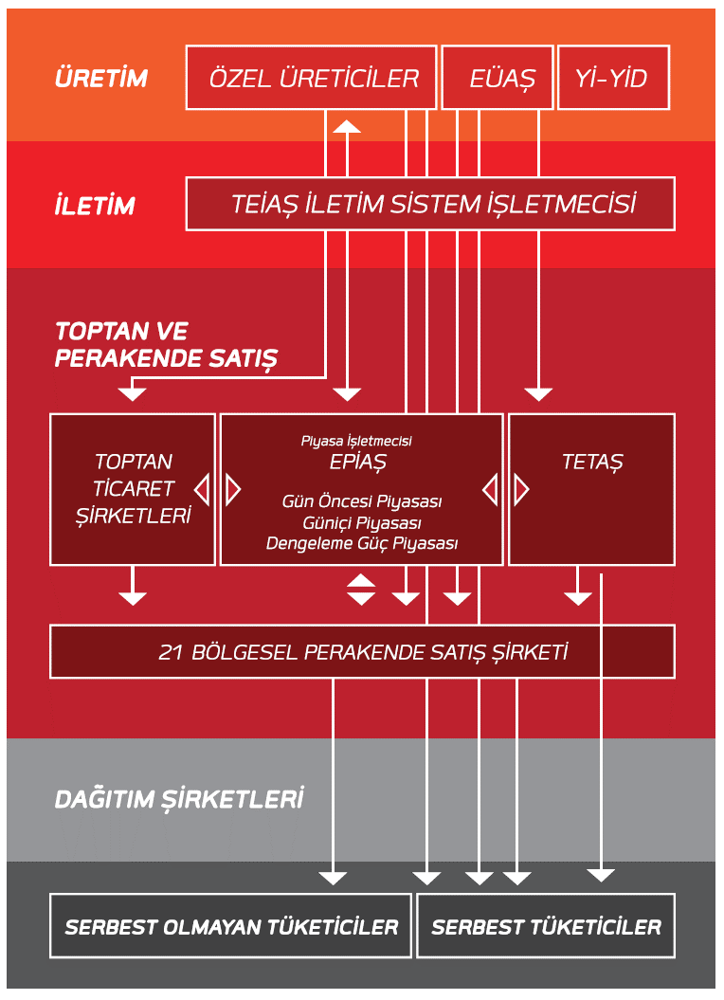 ÜRETİM
ÖZEL ÜRETİCİLER
EÜAŞ
Yİ-YİD
İLETİM
TEİAŞ İLETİM SİSTEM İŞLETMECİSİ
TOPTAN VE
PERAKENDE SATIŞ
TOPTAN
TİCARET
ŞİRKETLERİ
Piyasa İşletmecisi
EPİAŞ
Gün Öncesi Piyasası
Güniçi Piyasası
Dengeleme Güç Piyasası
TETAŞ
21 BÖLGESEL PERAKENDE SATIŞ ŞİRKETİ
DAĞITIM ŞİRKETLERİ
SERBEST OLMAYAN TÜKETİCİLER
SERBEST TÜKETİCİLER